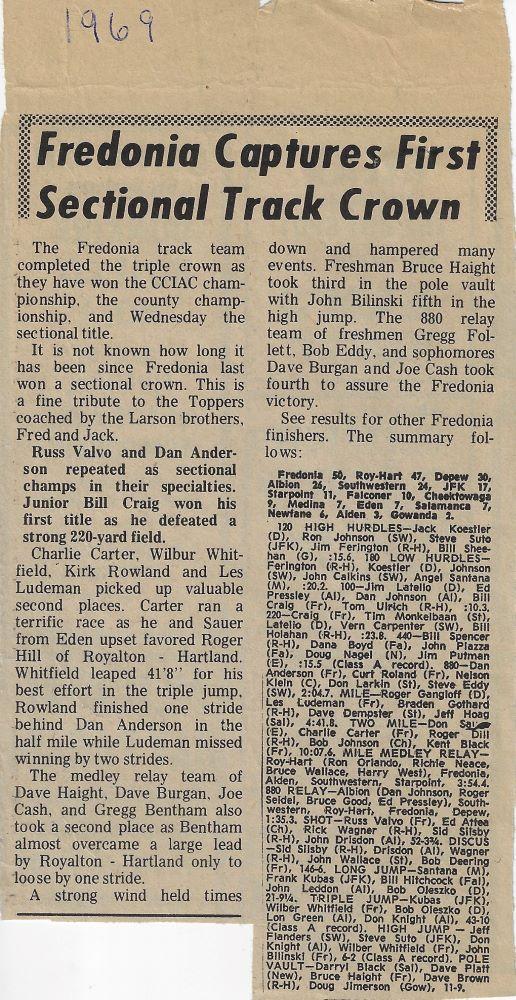 1969
Fredonia Captures First
Sectional Track Crown
The Fredonia track team
completed the triple crown as
they have won the CCIAC cham-
pionship, the county champ-
ionship, and Wednesday the
sectional title.
It is not known how long it
has been since Fredonia last
won a sectional crown. This is
a fine tribute to the Toppers
coached by the Larson brothers,
Fred and Jack.
Russ Valvo and Dan Ander-
son repeated as sectional
champs in their specialties.
Junior Bill Craig won his
first title as he defeated a
strong 220-yard field.
Charlie Carter, Wilbur Whit-
field, Kirk Rowland and Les
Ludeman picked up valuable
second places. Carter ran a
terrific race as he and Sauer
from Eden upset favored Roger
Hill of Royalton - Hartland.
Whitfield leaped 41'8" for his
best effort in the triple jump,
Rowland finished one stride
behind Dan Anderson in the
half mile while Ludeman missed
winning by two strides.
The medley relay team of
Dave Haight, Dave Burgan, Joe
Cash, and Gregg Bentham also
took a second place as Bentham
almost overcame a large lead
by Royalton - Hartland only to
loose by one stride.
A strong wind held times
down and hampered many
events. Freshman Bruce Haight
took third in the pole vault
with John Bilinski fifth in the
high jump. The 880 relay
team of freshmen Gregg Fol-
lett, Bob Eddy, and sophomores
Dave Burgan and Joe Cash took
fourth to assure the Fredonia
victory.
See results for other Fredonia
finishers. The summary fol-
lows:
Fredonia 50, Roy-Hart 47, Depew 30,
Albion 26, Southwestern 24, JFK 17,
Starpoint 11, Falconer 10, Cheektowaga
9, Medina 7, Eden 7, Salamanca 7,
Newfane 6, Alden 3, Gowanda 2.
120 HIGH HURDLES—Jack Koestler
(D), Ron Johnson (SW), Steve Suto
(JFK), Jim Ferington (R-H), Bill Shee-
han (G), :15.6. 180 LOW HURDLES—
Ferington (R-H), Koestler (D), Johnson
(SW), John Calkins (SW), Angel Santana
(M), :20.2. 100—Jim Latello (D), Ed
Pressley (Al), Dan Johnson (Al), Bill
Craig (Fr), Tom Ulrich (R-H), :10.3.
220—Craig (Fr), Tim Monkelbaan (St),
Latello (D), Vern Carpenter (SW), Bill
Holahan (R-H), :23.8. 440—Bill Spencer
(R-H), Dana Boyd (Fa), John Piazza
(Fa), Doug Nagel (N), Jim Putman
(E), :15.5 (Class A record). 880—Dan
Anderson (Fr), Curt Roland (Fr), Nelson
Klein (C), Don Larkin (St), Steve Eddy
(SW), 2:04.7. MILE—Roger Gangloff (D),
Les Ludeman (Fr), Braden Gothard
(R-H), Dave Dempster (St), Jeff Hoag
(Sal), 4:41.8. TWO MILE—Don
(E), Charlie Carter (Fr), Roger Dill
(R-H), Bob Johnson (Ch), Kent Black
(Fr), 10:07.6. MILE MEDLEY RELAY—
Roy-Hart (Ron Orlando, Richie Neace,
Bruce Wallace, Harry West), Fredonia,
Alden, Southwestern, Starpoint, 3:54.4.
880 RELAY—Albion (Dan Johnson, Roger
Seidel, Bruce Good, Ed Pressley), South-
western, Roy-Hart, Fredonia, Depew,
1:35.3. SHOT—Russ Valvo (Fr), Ed Attea
(Ch), Rick Wagner (R-H), Sid Silsby
(R-H), John Drisdon (Al), 52-3¾. DISCUS
—Sid Silsby (R-H), Drisdon (Al), Wagner
(R-H), John Wallace (St), Bob Deering
(Fr), 146-6. LONG JUMP—Santana (M),
Frank Kubas (JFK), Bill Hitchcock (Fal),
John Leddon (Al), Bob Oleszko (D),
21-9¼. TRIPLE JUMP—Kubas (JFK),
Wilber Whitfield (Fr), Bob Oleszko (D),
Lon Green (Al), Don Knight (Al), 43-10
(Class A record). HIGH JUMP — Jeff
Flanders (SW), Steve Suto (JFK), Don
Knight (Al), Wilber Whitfield (Fr), John
Bilinski (Fr), 6-2 (Class A record). POLE
VAULT—Darryl Black (Sal), Dave Platt
(New), Bruce Haight (Fr), Dave Brown
(R-H), Doug Jimerson (Gow), 11-9.